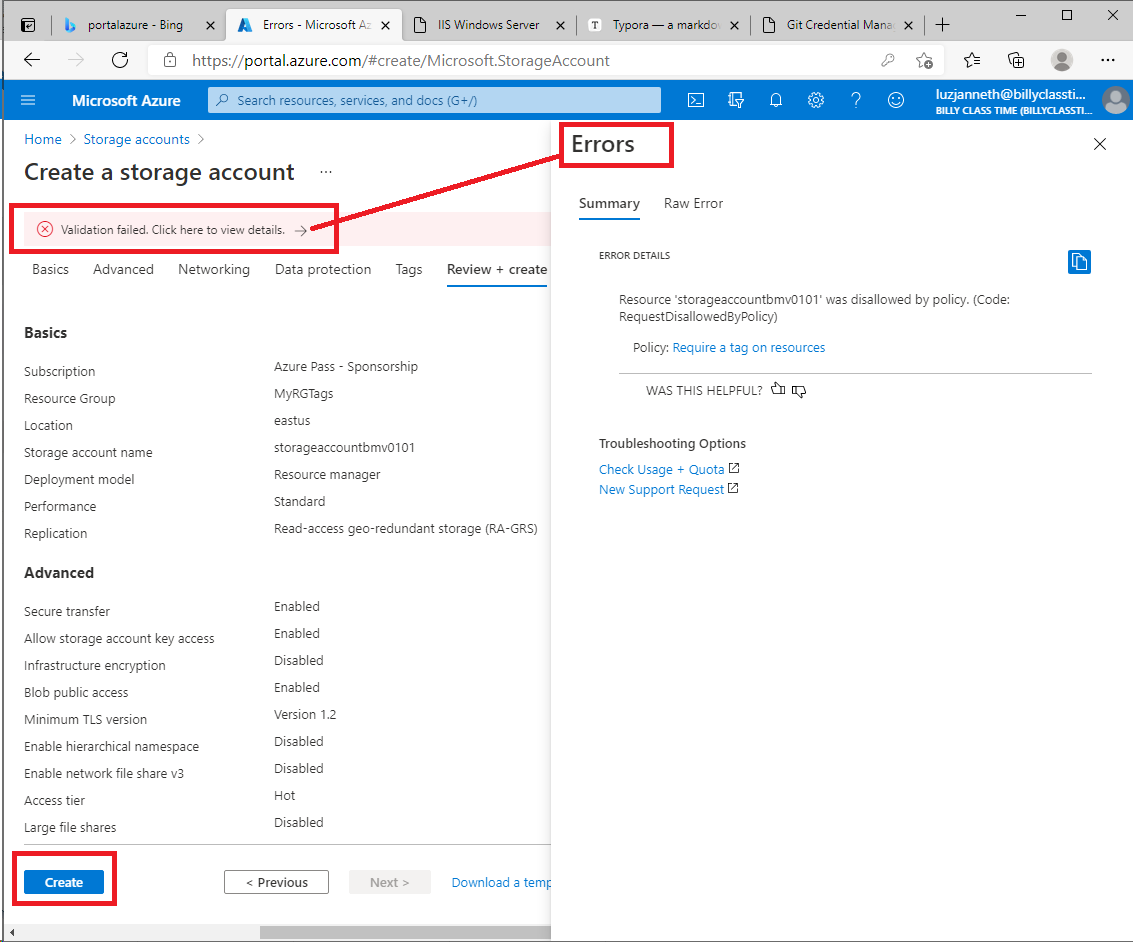 portalazure - Bing
Errors - Microsoft Az
IIS Windows Server
T
Typora — a markdo
Git Credential Mana
https://portal.azure.com/#create/Microsoft.StorageAccount
Microsoft Azure
Search resources, services, and docs (G+/)
luzjanneth@billyclassti...
BILLY CLASS TIME (BILLYCLASSTI...
Home > Storage accounts >
Create a storage account ...
Validation failed. Click here to view details. →
Basics
Advanced
Networking
Data protection
Tags
Review + create
Basics
Subscription Azure Pass - Sponsorship
Resource Group MyRGTags
Location eastus
Storage account name storageaccountbmv0101
Deployment model Resource manager
Performance Standard
Replication Read-access geo-redundant storage (RA-GRS)
Advanced
Secure transfer Enabled
Allow storage account key access Enabled
Infrastructure encryption Disabled
Blob public access Enabled
Minimum TLS version Version 1.2
Enable hierarchical namespace Disabled
Enable network file share v3 Disabled
Access tier Hot
Large file shares Disabled
Create
< Previous
Next >
Download a temp
Errors
Summary
Raw Error
ERROR DETAILS
Resource 'storageaccountbmv0101' was disallowed by policy. (Code:
RequestDisallowedByPolicy)
Policy: Require a tag on resources
WAS THIS HELPFUL?
Troubleshooting Options
Check Usage + Quota
New Support Request